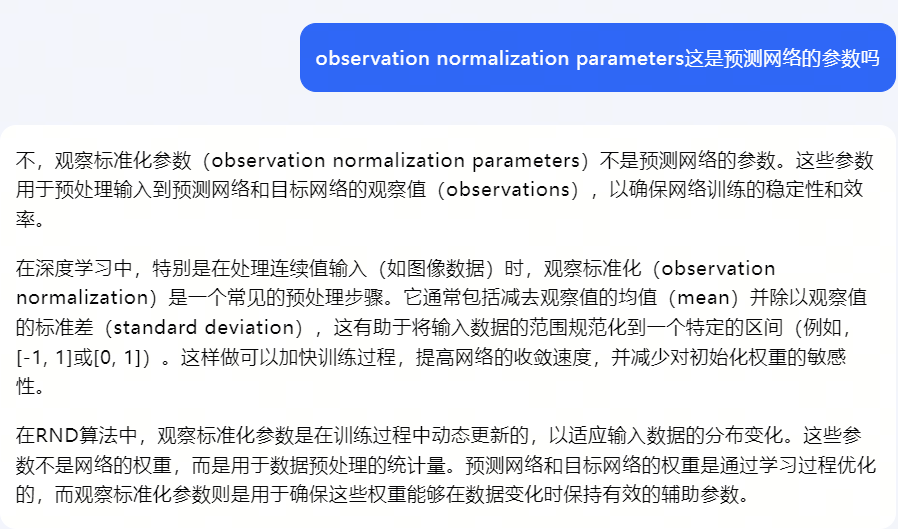 observation normalization parameters这是预测网络的参数吗
不，观察标准化参数（observation normalization parameters）不是预测网络的参数。这些参数
用于预处理输入到预测网络和目标网络的观察值（observations），以确保网络训练的稳定性和效
率。
在深度学习中，特别是在处理连续值输入（如图像数据）时，观察标准化（observation
normalization）是一个常见的预处理步骤。它通常包括减去观察值的均值（mean）并除以观察值
的标准差（standard deviation），这有助于将输入数据的范围规范化到一个特定的区间（例如，
[-1, 1]或[0, 1]）。这样做可以加快训练过程，提高网络的收敛速度，并减少对初始化权重的敏感
性。
在RND算法中，观察标准化参数是在训练过程中动态更新的，以适应输入数据的分布变化。这些参
数不是网络的权重，而是用于数据预处理的统计量。预测网络和目标网络的权重是通过学习过程优化
的，而观察标准化参数则是用于确保这些权重能够在数据变化时保持有效的辅助参数。